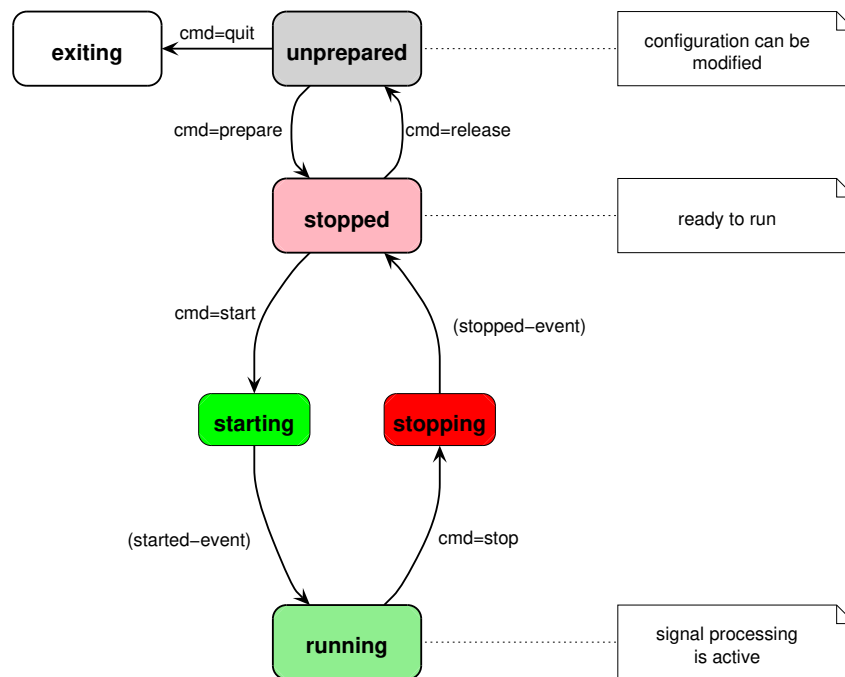 exiting
cmd=quit
unprepared
configuration can be
modified
cmd=prepare
cmd=release
stopped
ready to run
cmd=start
(stopped−event)
starting
stopping
(started−event)
cmd=stop
running
signal processing
is active